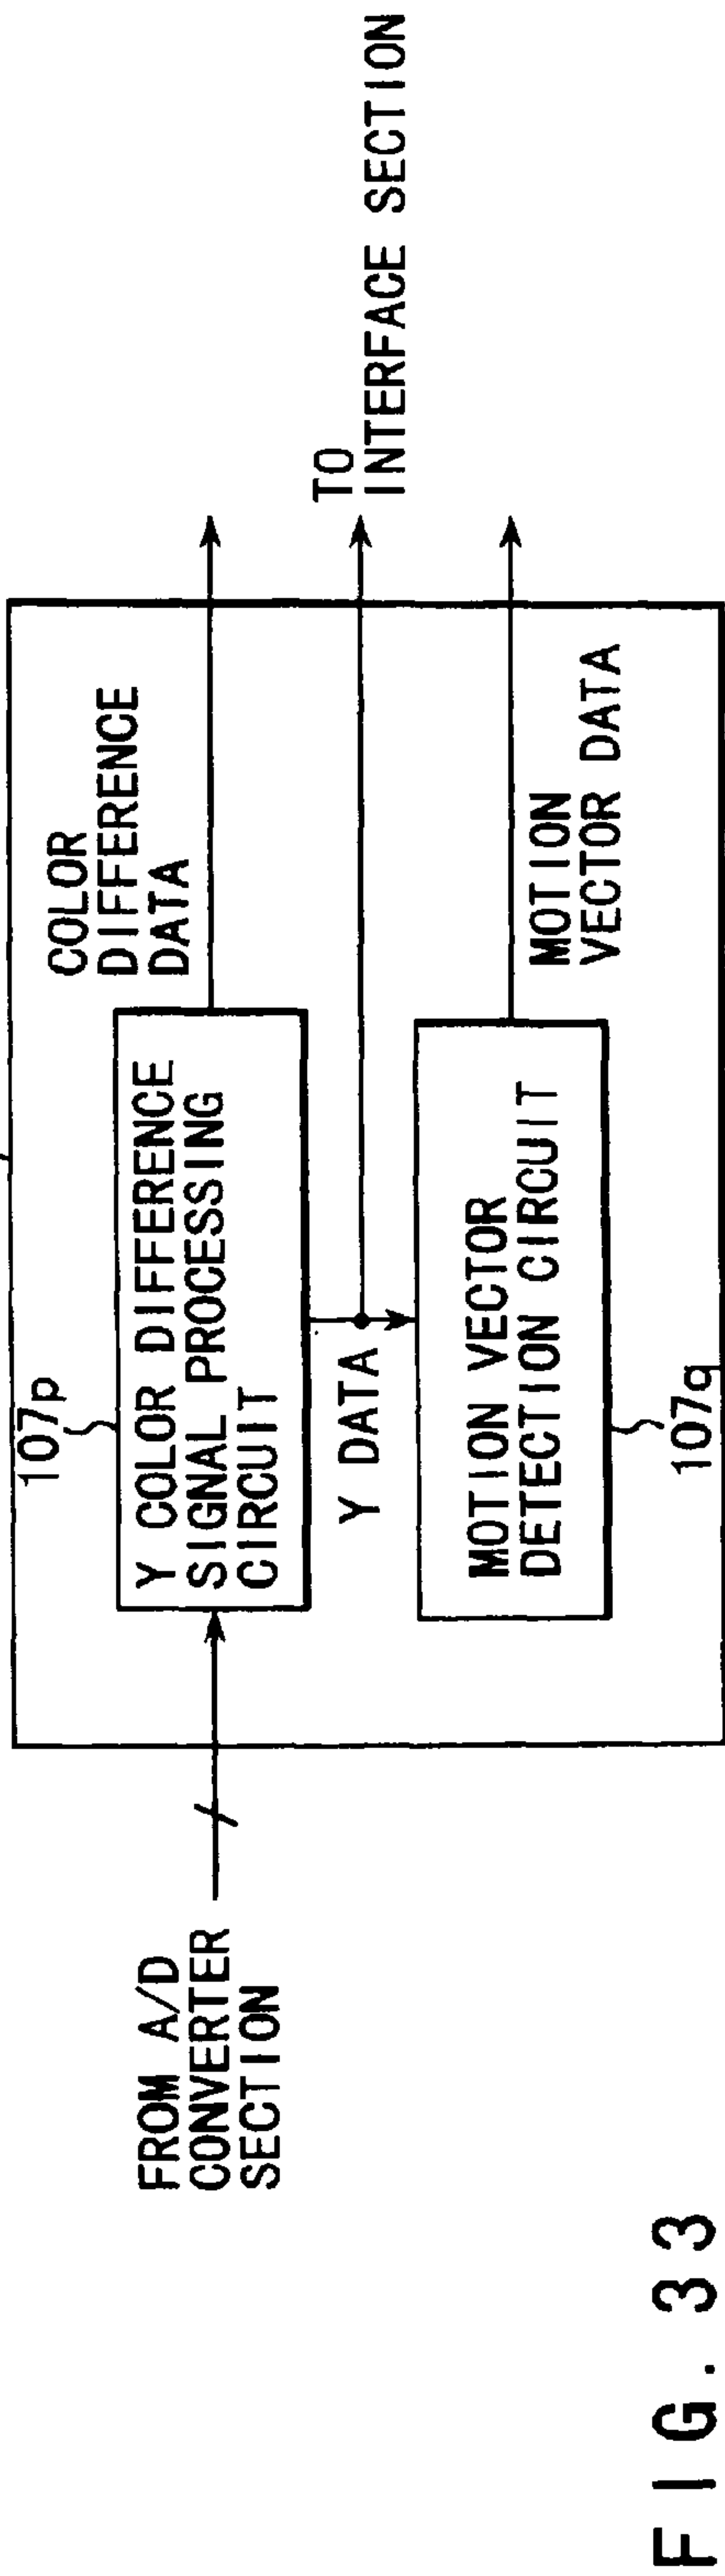 107p
FROM A/D
CONVERTER
SECTION
Y COLOR DIFFERENCE
SIGNAL PROCESSING
CIRCUIT
COLOR
DIFFERENCE
DATA
Y DATA
TO
INTERFACE SECTION
MOTION VECTOR
DETECTION CIRCUIT
MOTION
VECTOR DATA
107q
FIG. 33